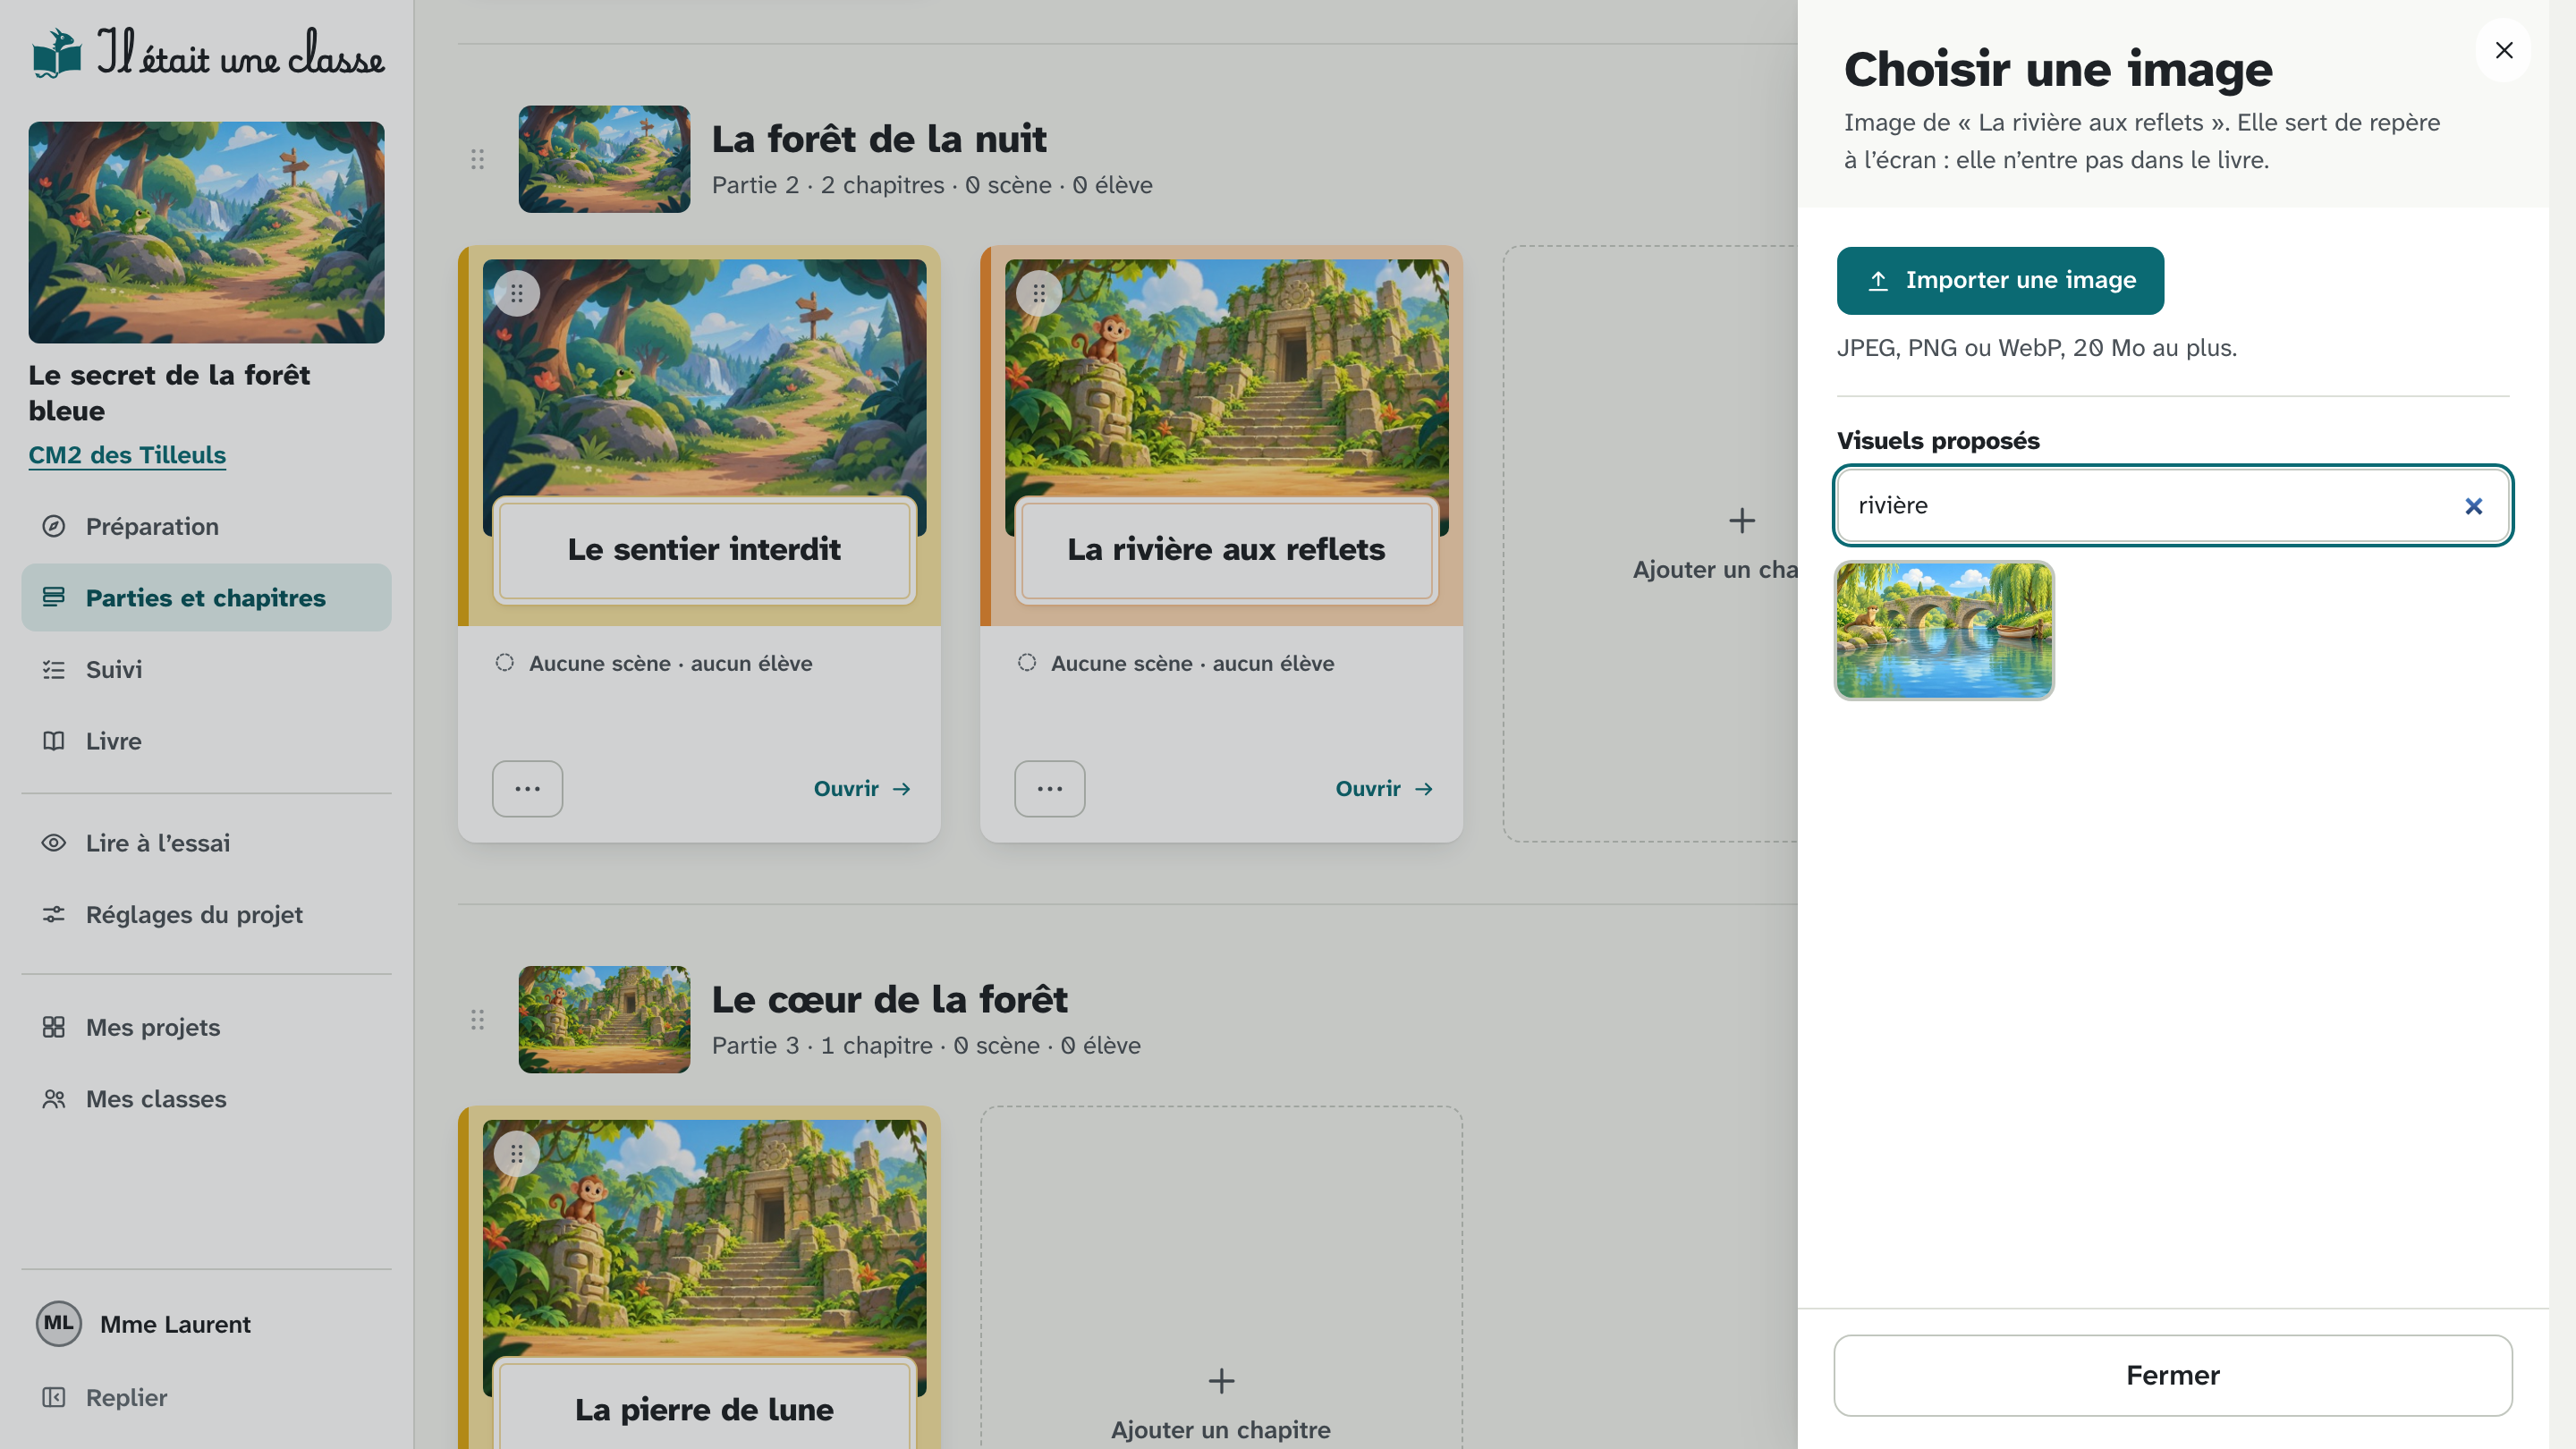 Il était une classe
Le secret de la forêt
bleue
CM2 des Tilleuls
Préparation
Parties et chapitres
Suivi
Livre
Lire à l’essai
Réglages du projet
Mes projets
Mes classes
ML
Mme Laurent
Replier
La forêt de la nuit
Partie 2 · 2 chapitres · 0 scène · 0 élève
Le sentier interdit
Aucune scène · aucun élève
...
Ouvrir →
La rivière aux reflets
Aucune scène · aucun élève
...
Ouvrir →
+
Ajouter un cha
Le cœur de la forêt
Partie 3 · 1 chapitre · 0 scène · 0 élève
La pierre de lune
+
Ajouter un chapitre
Choisir une image
Image de « La rivière aux reflets ». Elle sert de repère
à l’écran : elle n’entre pas dans le livre.
Importer une image
JPEG, PNG ou WebP, 20 Mo au plus.
Visuels proposés
rivière
Fermer